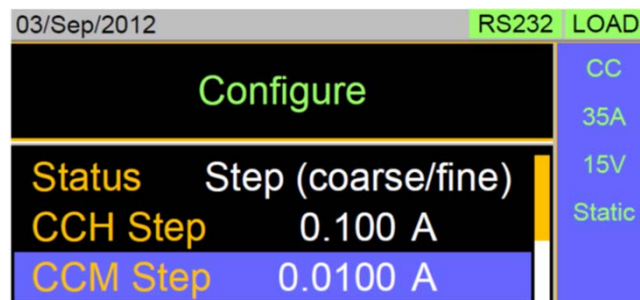 03/Sep/2012 RS232 LOAD
Configure
CC
35A
15V
Static
Status Step (coarse/fine)
CCH Step 0.100 A
CCM Step 0.0100 A